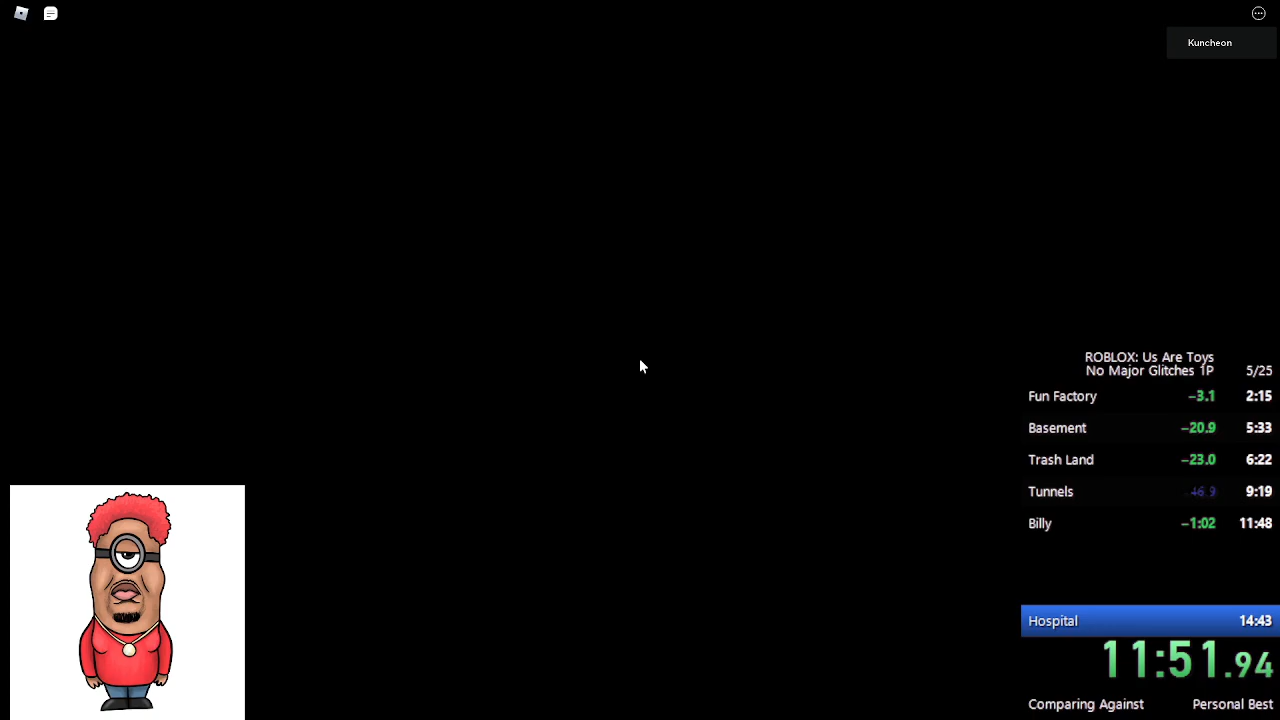 Kuncheon
ROBLOX: Us Are Toys
No Major Glitches 1P 5/25
Fun Factory −3.1 2:15
Basement −20.9 5:33
Trash Land −23.0 6:22
Tunnels 46.9 9:19
Billy −1:02 11:48
Hospital 14:43
11:51.94
Comparing Against Personal Best